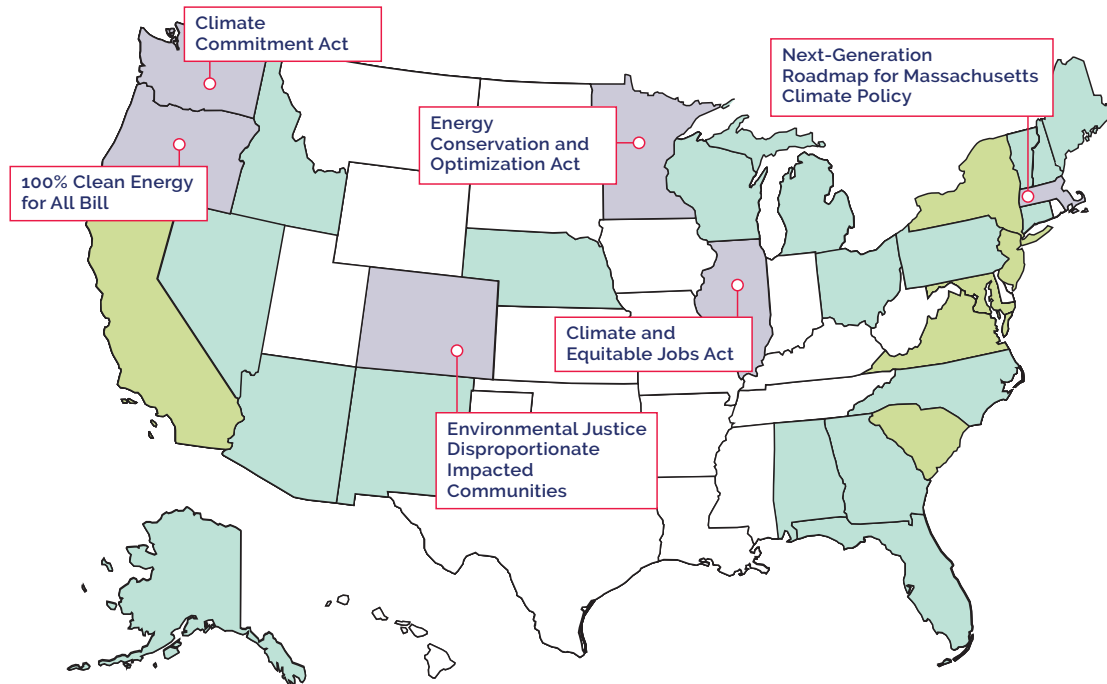 Climate
Commitment Act
Next-Generation
Roadmap for Massachusetts
Climate Policy
Energy
Conservation and
Optimization Act
100% Clean Energy
for All Bill
Climate and
Equitable Jobs Act
Environmental Justice
Disproportionate
Impacted
Communities